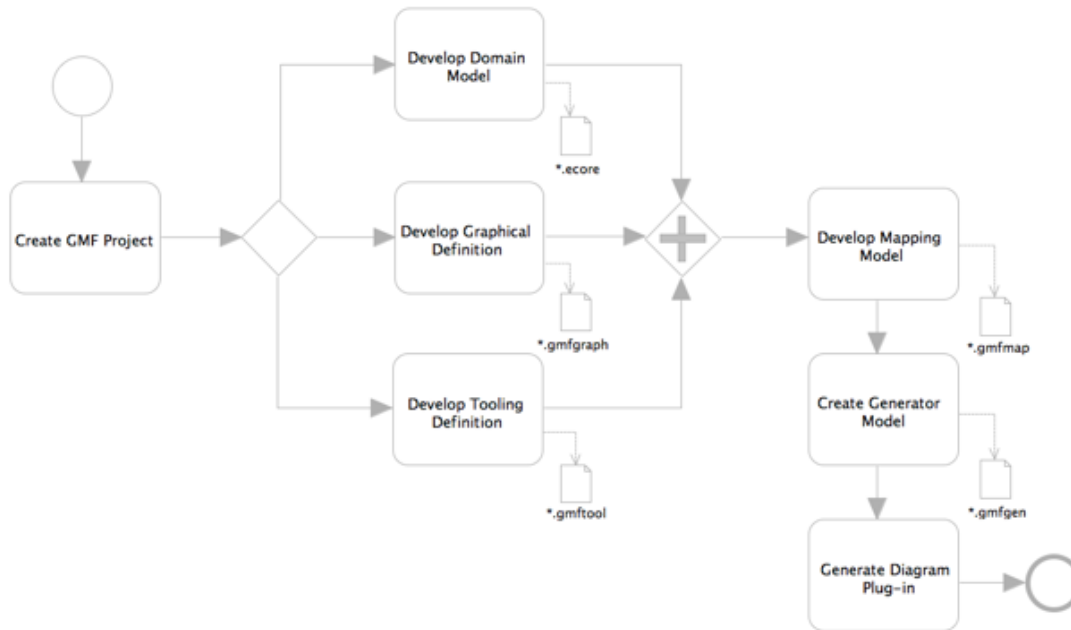 Develop Domain
Model
*.ecore
Create GMF Project
Develop Graphical
Definition
*.gmfgraph
Develop Tooling
Definition
*.gmftool
Develop Mapping
Model
*.gmfmap
Create Generator
Model
*.gmfgen
Generate Diagram
Plug-in